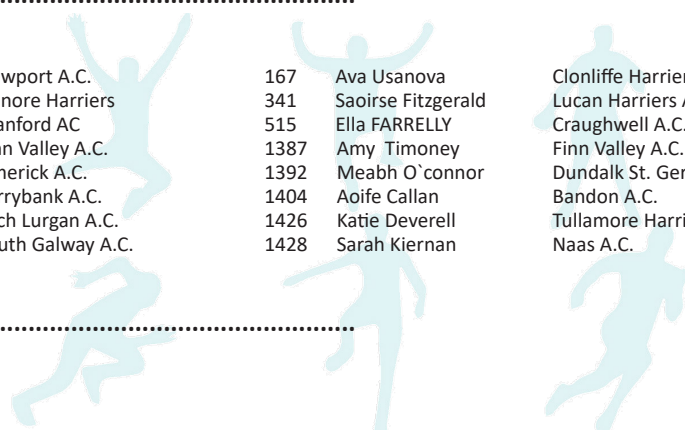 wport A.C. 167 Ava Usanova Clonliffe Harrier
nore Harriers 341 Saoirse Fitzgerald Lucan Harriers A
anford AC 515 Ella FARRELLY Craughwell A.C.
n Valley A.C. 1387 Amy Timoney Finn Valley A.C.
nerick A.C. 1392 Meabh O`connor Dundalk St. Ger
rrybank A.C. 1404 Aoife Callan Bandon A.C.
ch Lurgan A.C. 1426 Katie Deverell Tullamore Harri
uth Galway A.C. 1428 Sarah Kiernan Naas A.C.